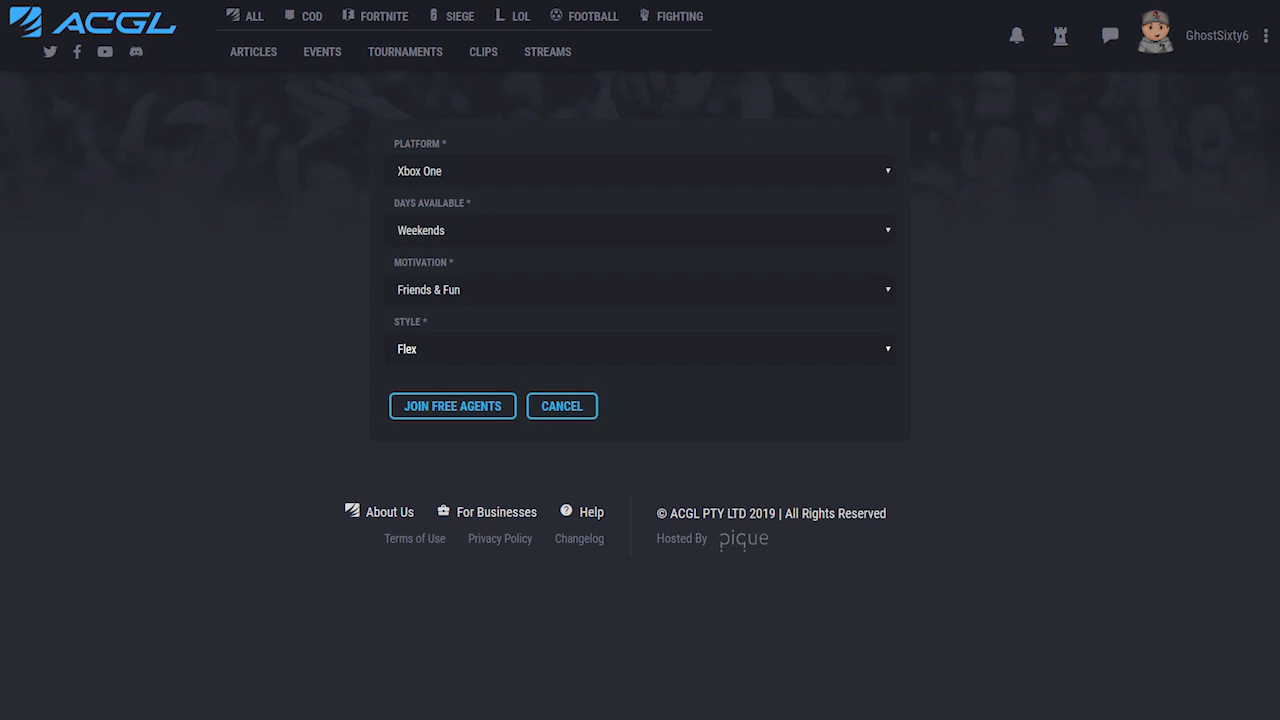 ACGL
ALL COD FORTNITE SIEGE LOL FOOTBALL FIGHTING
ARTICLES EVENTS TOURNAMENTS CLIPS STREAMS
GhostSixty6
PLATFORM *
Xbox One
DAYS AVAILABLE *
Weekends
MOTIVATION *
Friends & Fun
STYLE *
Flex
JOIN FREE AGENTS CANCEL
About Us For Businesses Help
Terms of Use Privacy Policy Changelog
© ACGL PTY LTD 2019 | All Rights Reserved
Hosted By pique